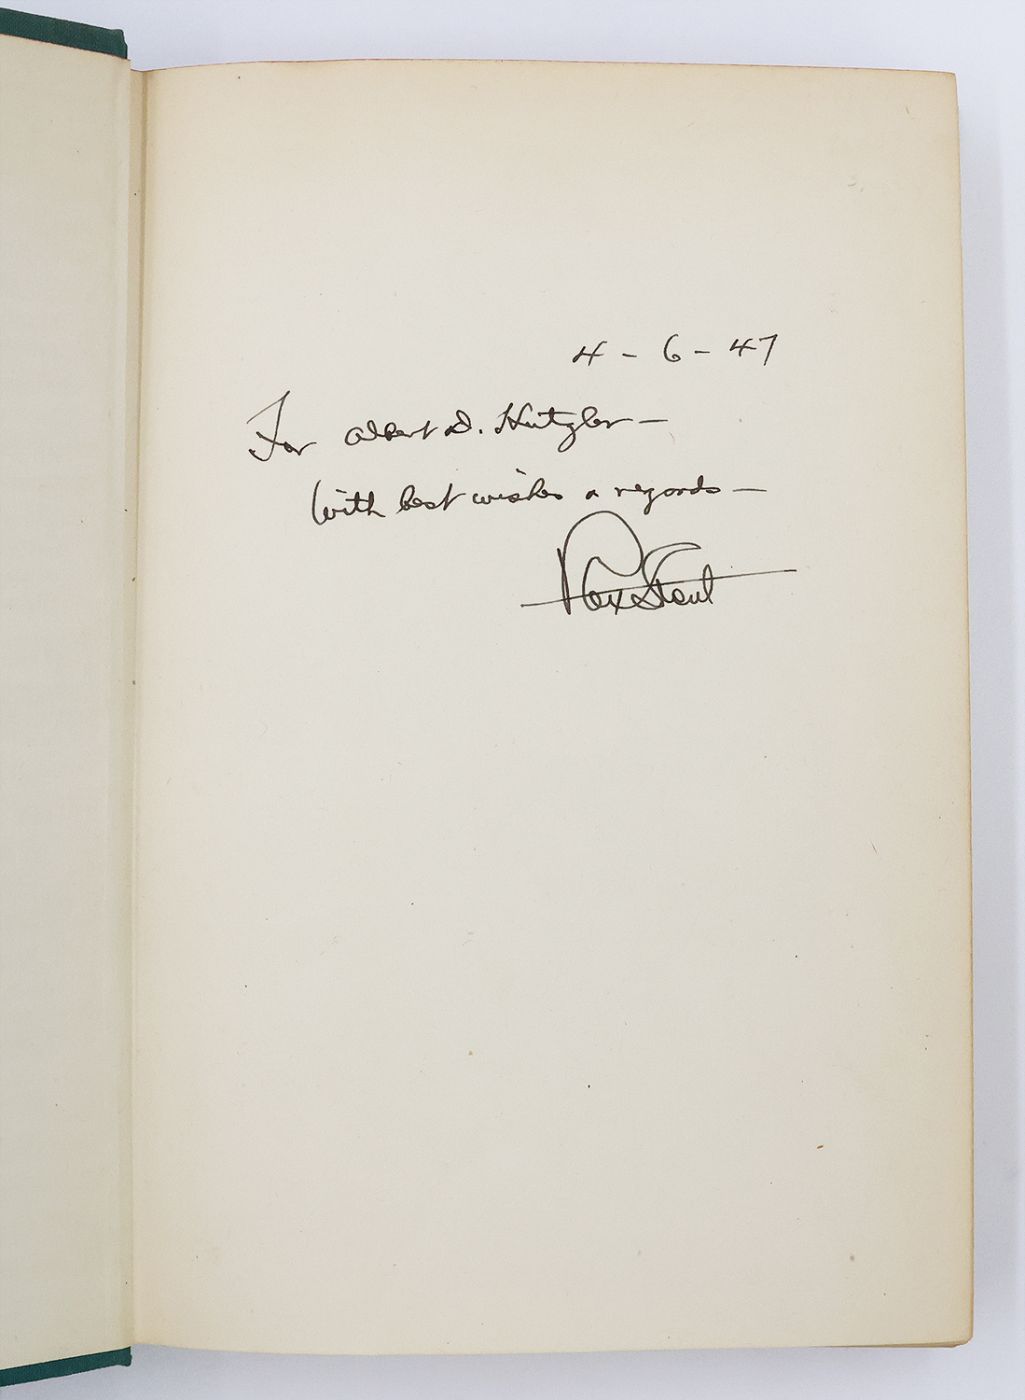 4 - 6 - 47
For Albert D. Hutzler —
With best wishes & regards —
Rex Stout